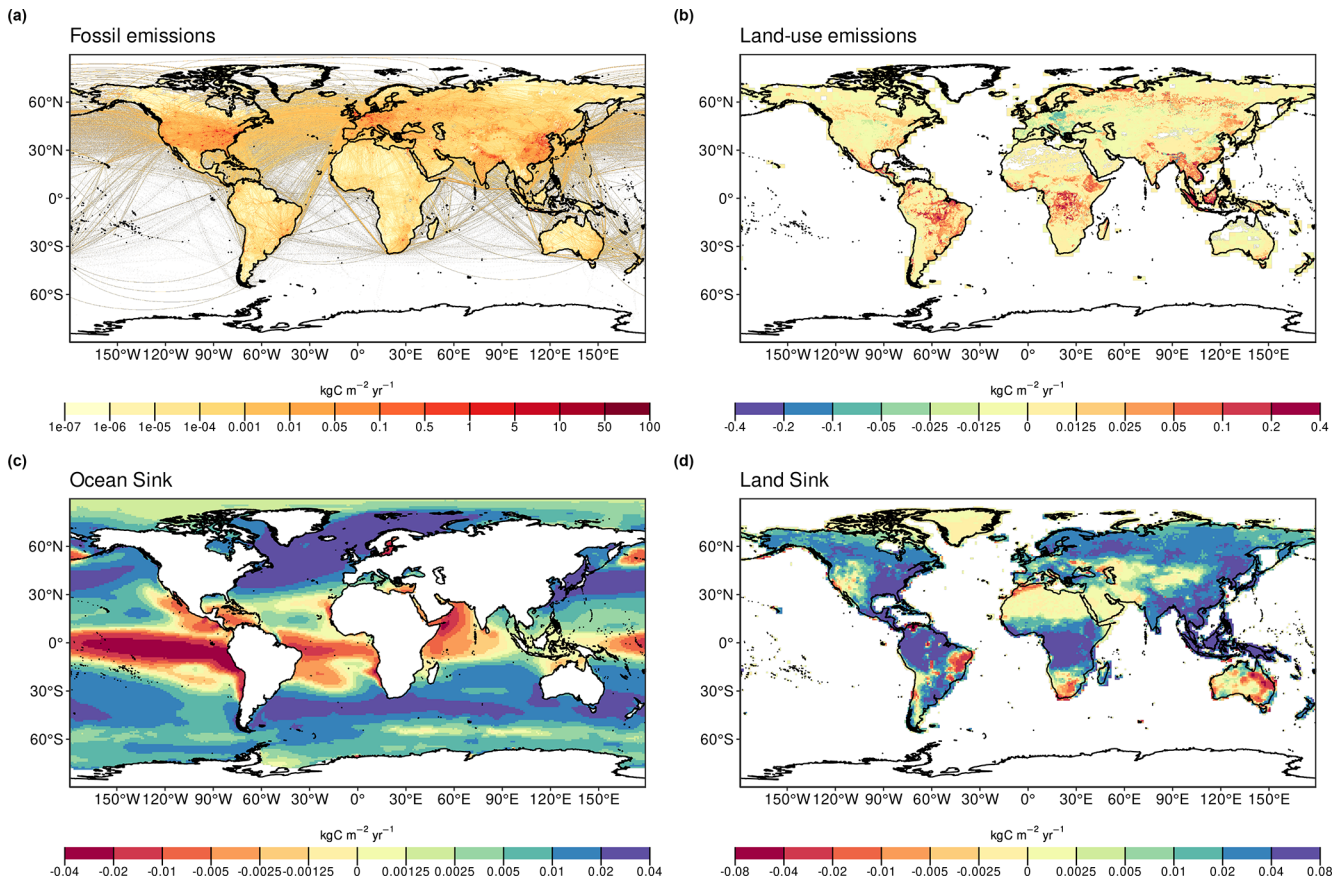 (a)
Fossil emissions
60°N
30°N
0°
30°S
60°S
150°W 120°W 90°W 60°W 30°W 0° 30°E 60°E 90°E 120°E 150°E
kgC m−2 yr−1
1e-07 1e-06 1e-05 1e-04 0.001 0.01 0.05 0.1 0.5 1 5 10 50 100
(b)
Land-use emissions
60°N
30°N
0°
30°S
60°S
150°W 120°W 90°W 60°W 30°W 0° 30°E 60°E 90°E 120°E 150°E
kgC m−2 yr−1
-0.4 -0.2 -0.1 -0.05 -0.025 -0.0125 0 0.0125 0.025 0.05 0.1 0.2 0.4
(c)
Ocean Sink
60°N
30°N
0°
30°S
60°S
150°W 120°W 90°W 60°W 30°W 0° 30°E 60°E 90°E 120°E 150°E
kgC m−2 yr−1
-0.04 -0.02 -0.01 -0.005 -0.0025 -0.00125 0 0.00125 0.0025 0.005 0.01 0.02 0.04
(d)
Land Sink
60°N
30°N
0°
30°S
60°S
150°W 120°W 90°W 60°W 30°W 0° 30°E 60°E 90°E 120°E 150°E
kgC m−2 yr−1
-0.08 -0.04 -0.02 -0.01 -0.005 -0.0025 0 0.0025 0.005 0.01 0.02 0.04 0.08